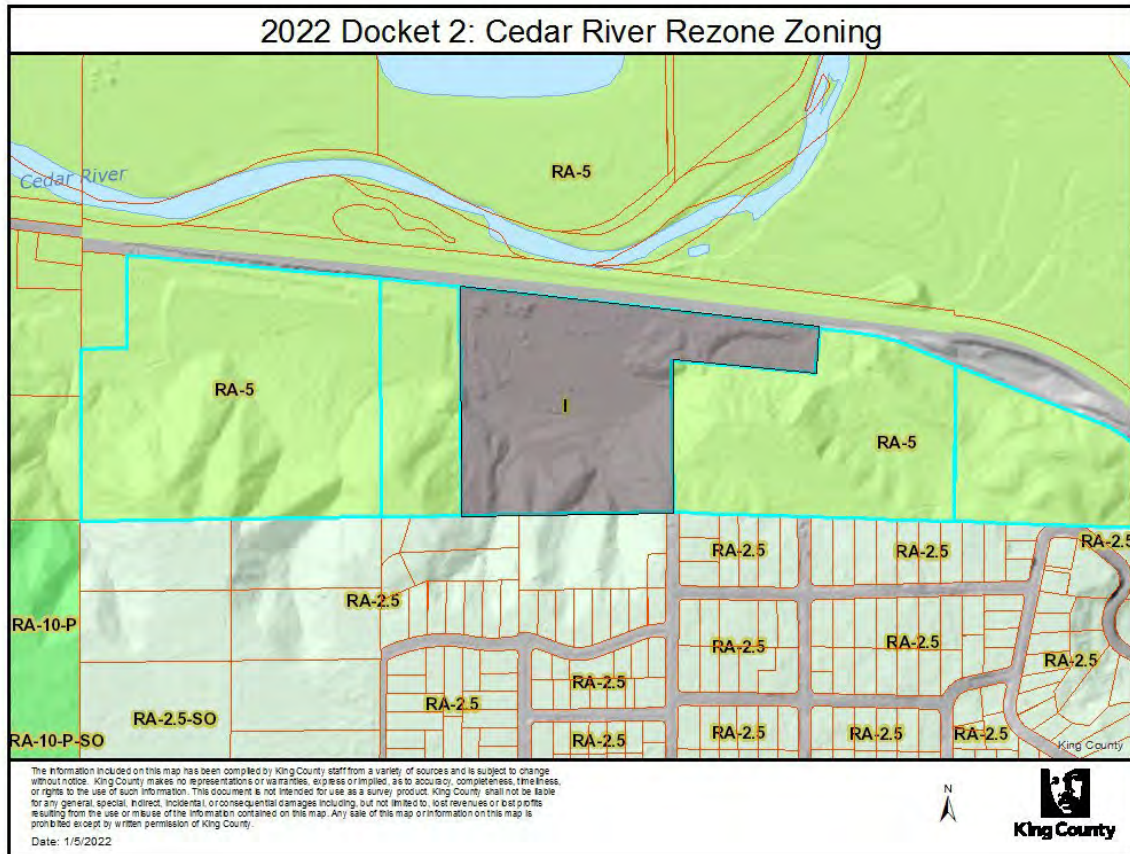 2022 Docket 2: Cedar River Rezone Zoning
RA-5
Cedar River
RA-5
I
RA-5
RA-2.5
RA-2.5
RA-2.5
RA-2.5
RA-10-P
RA-2.5
RA-2.5
RA-2.5
RA-2.5
RA-2.5
RA-2.5-SO
RA-10-P-SO
RA-2.5
RA-2.5
RA-2.5
RA-2.5
King County
The information included on this map has been compiled by King County staff from a variety of sources and is subject to change
without notice. King County makes no representations or warranties, express or implied, as to accuracy, completeness, timeliness,
or rights to the use of such information. This document is not intended for use as a survey product. King County shall not be liable
for any general, special, indirect, incidental, or consequential damages including, but not limited to, lost revenues or lost profits
resulting from the use or misuse of the information contained on this map. Any sale of this map or information on this map is
prohibited except by written permission of King County.
Date: 1/5/2022
N
King County